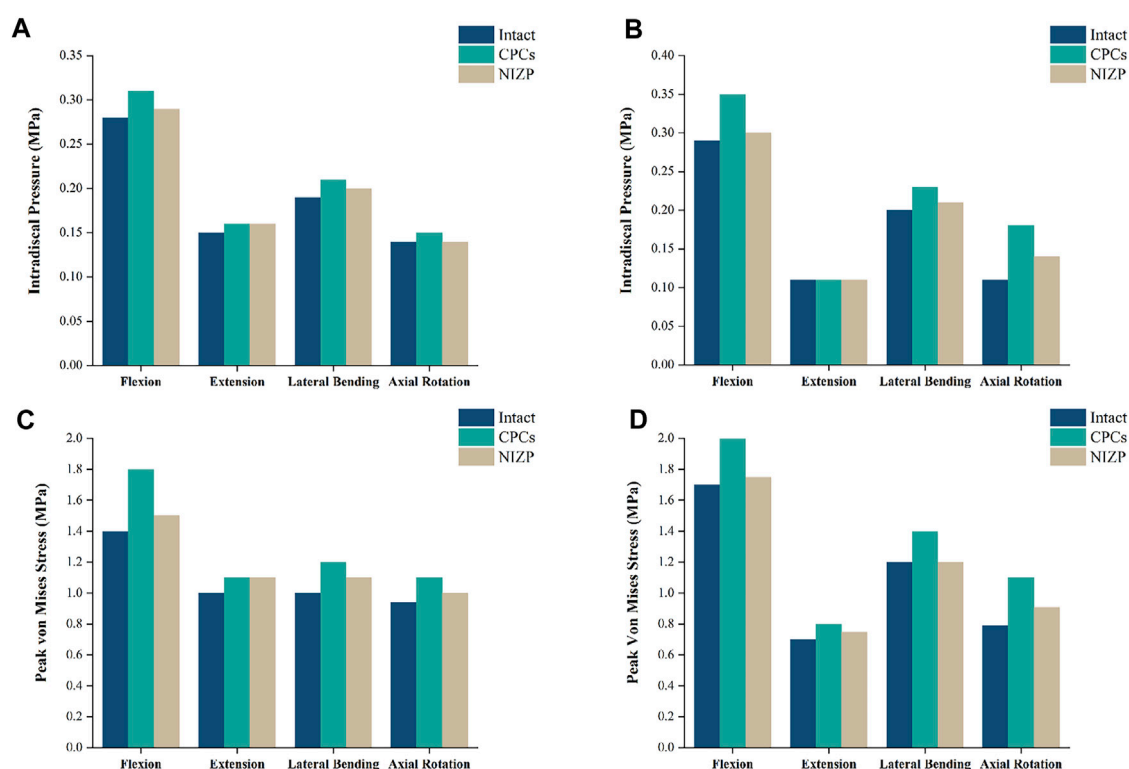 A
Intact
CPCs
NIZP
0.35
0.30
0.25
0.20
0.15
0.10
0.05
0.00
Intradiscal Pressure (MPa)
Flexion
Extension
Lateral Bending
Axial Rotation
B
Intact
CPCs
NIZP
0.40
0.35
0.30
0.25
0.20
0.15
0.10
0.05
0.00
Intradiscal Pressure (MPa)
Flexion
Extension
Lateral Bending
Axial Rotation
C
Intact
CPCs
NIZP
2.0
1.8
1.6
1.4
1.2
1.0
0.8
0.6
0.4
0.2
0.0
Peak von Mises Stress (MPa)
Flexion
Extension
Lateral Bending
Axial Rotation
D
Intact
CPCs
NIZP
2.0
1.8
1.6
1.4
1.2
1.0
0.8
0.6
0.4
0.2
0.0
Peak Von Mises Stress (MPa)
Flexion
Extension
Lateral Bending
Axial Rotation